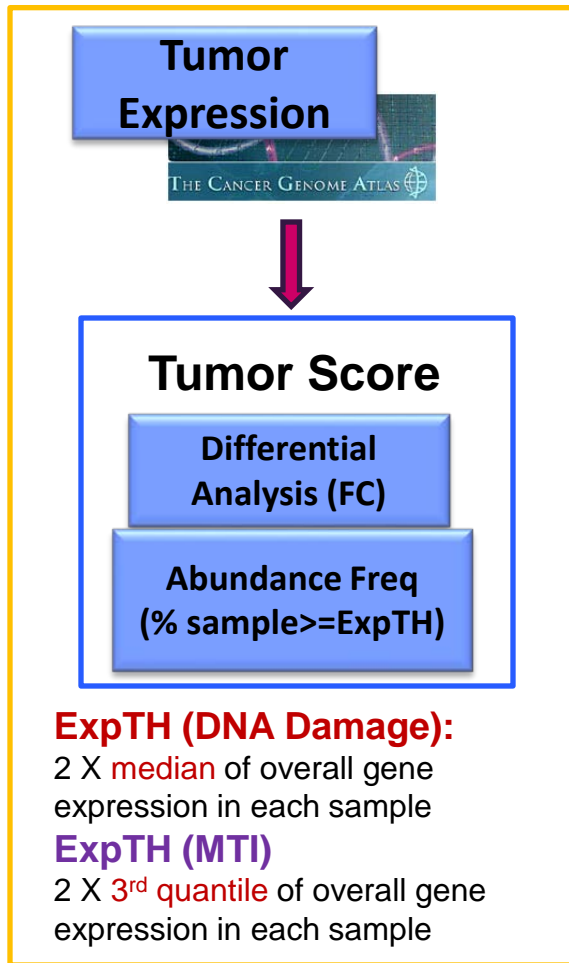 Tumor
Expression
THE CANCER GENOME ATLAS
Tumor Score
Differential
Analysis (FC)
Abundance Freq
(% sample>=ExpTH)
ExpTH (DNA Damage):
2 X median of overall gene
expression in each sample
ExpTH (MTI)
2 X 3rd quantile of overall gene
expression in each sample